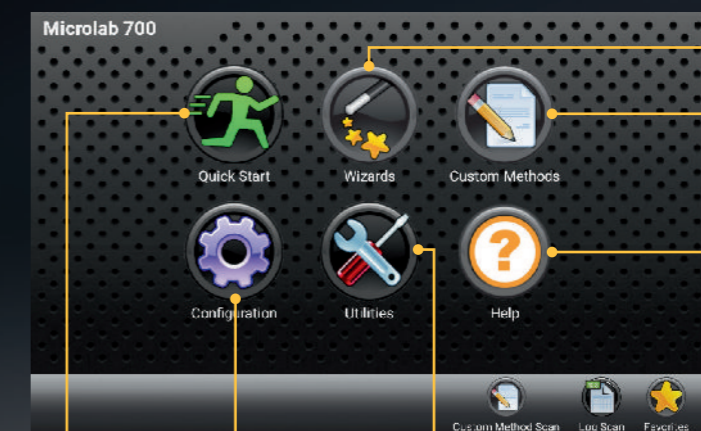 Microlab 700
Quick Start
Wizards
Custom Methods
Configuration
Utilities
Help
Custom Method Scan
Log Scan
Favorites